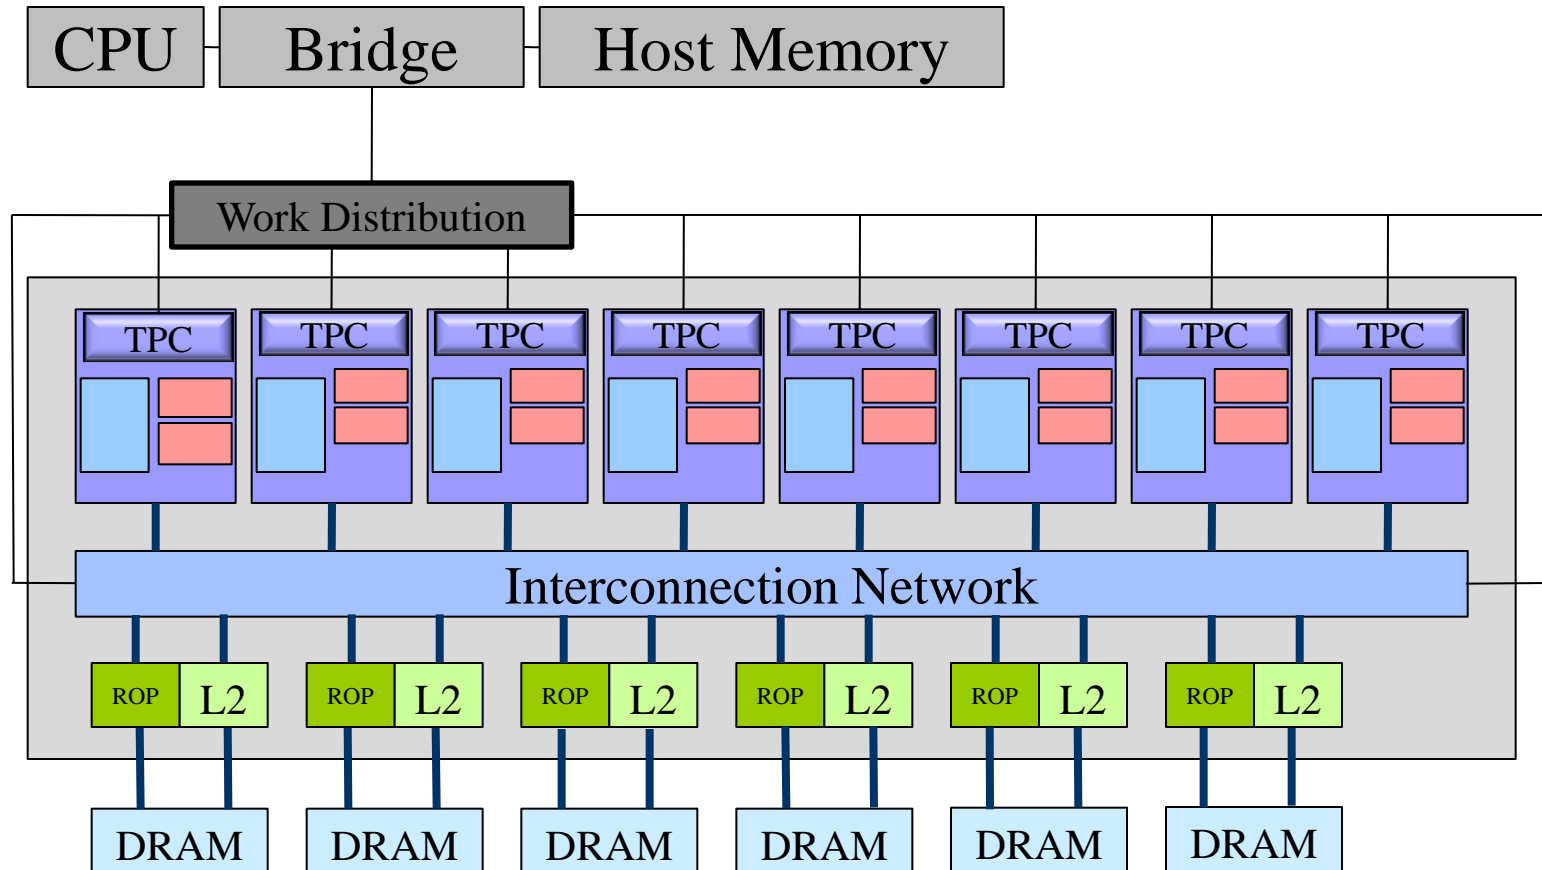 CPU Bridge Host Memory
Work Distribution
TPC TPC TPC TPC TPC TPC TPC TPC
Interconnection Network
ROP L2 ROP L2 ROP L2 ROP L2 ROP L2 ROP L2
DRAM DRAM DRAM DRAM DRAM DRAM